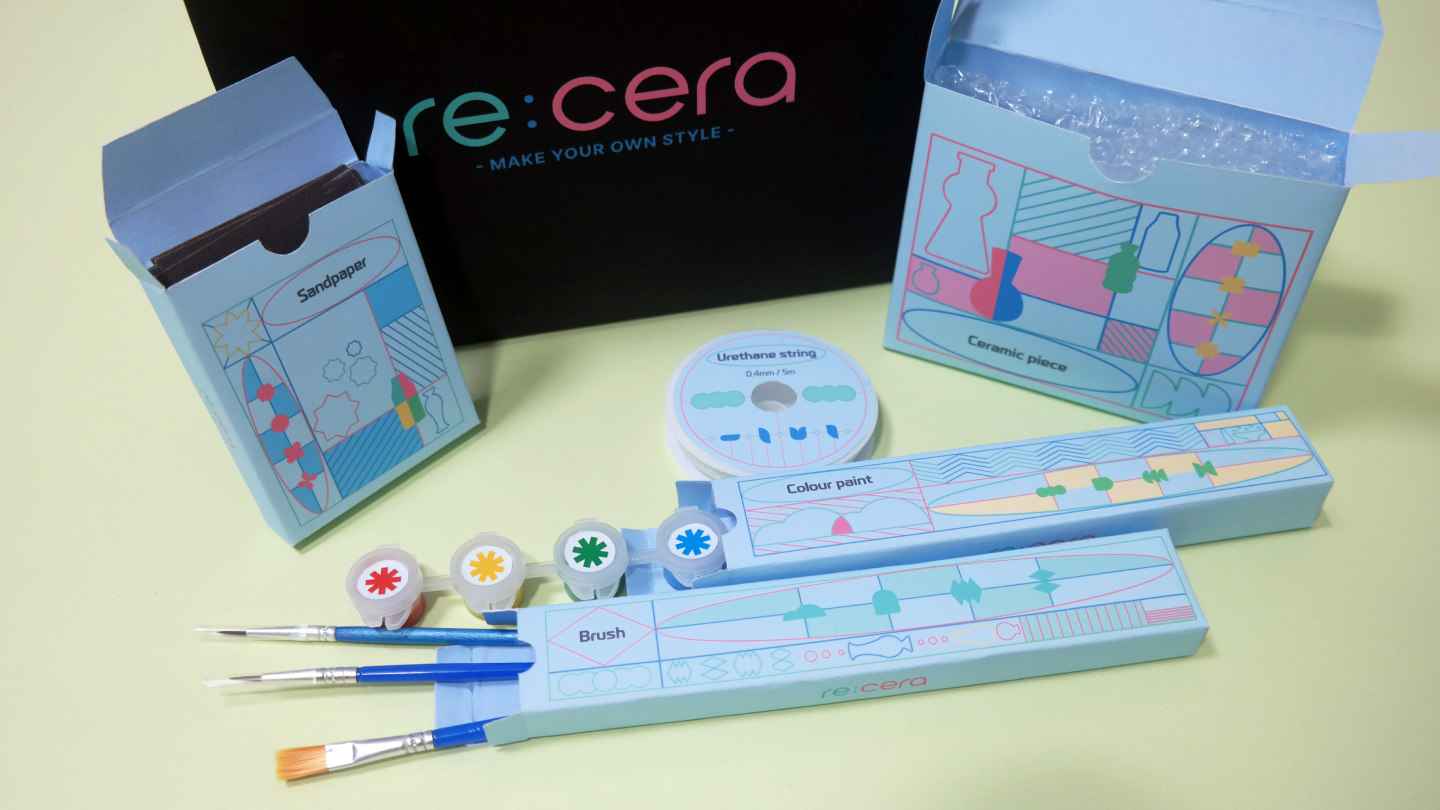 re:cera
- MAKE YOUR OWN STYLE -
Sandpaper
Ceramic piece
Urethane string
0.4mm / 5m
Colour paint
Brush
re:cera